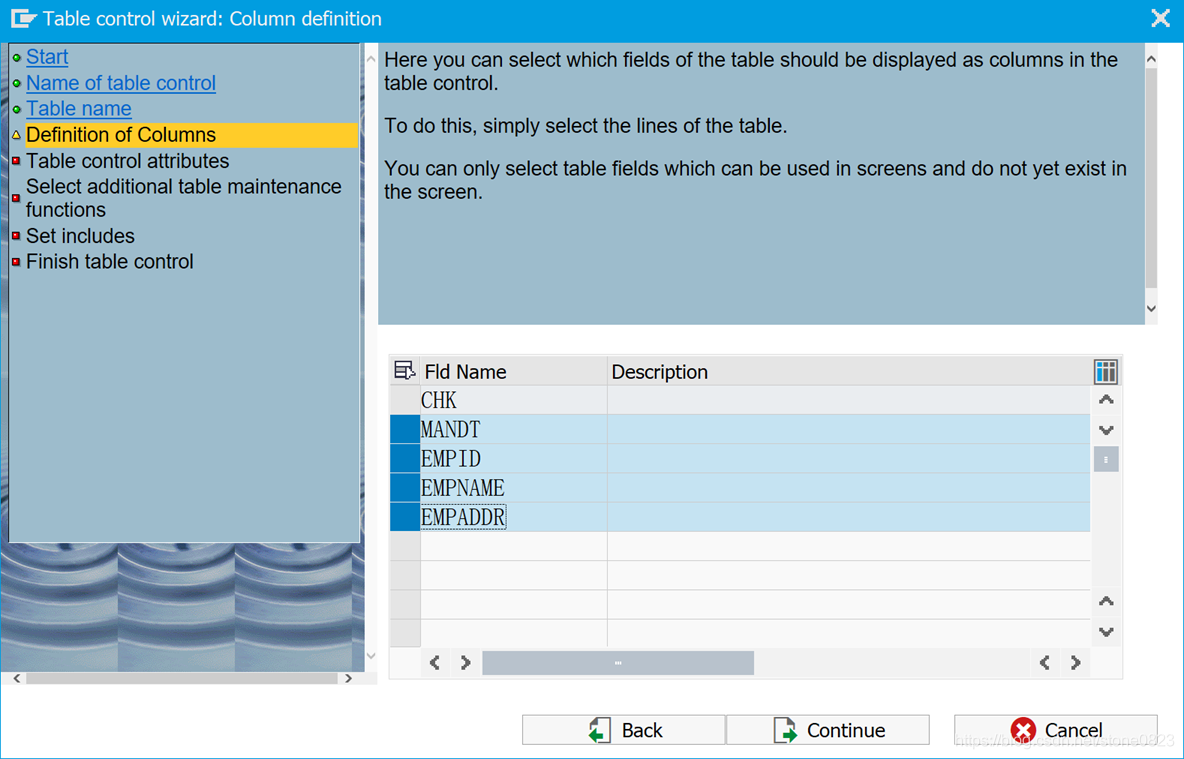 Table control wizard: Column definition
Start
Name of table control
Table name
Definition of Columns
Table control attributes
Select additional table maintenance
functions
Set includes
Finish table control
Here you can select which fields of the table should be displayed as columns in the
table control.
To do this, simply select the lines of the table.
You can only select table fields which can be used in screens and do not yet exist in
the screen.
Fld Name Description
CHK
MANDT
EMPID
EMPNAME
EMPADDR
Back Continue Cancel
https://blog.csdn.net/stone0823